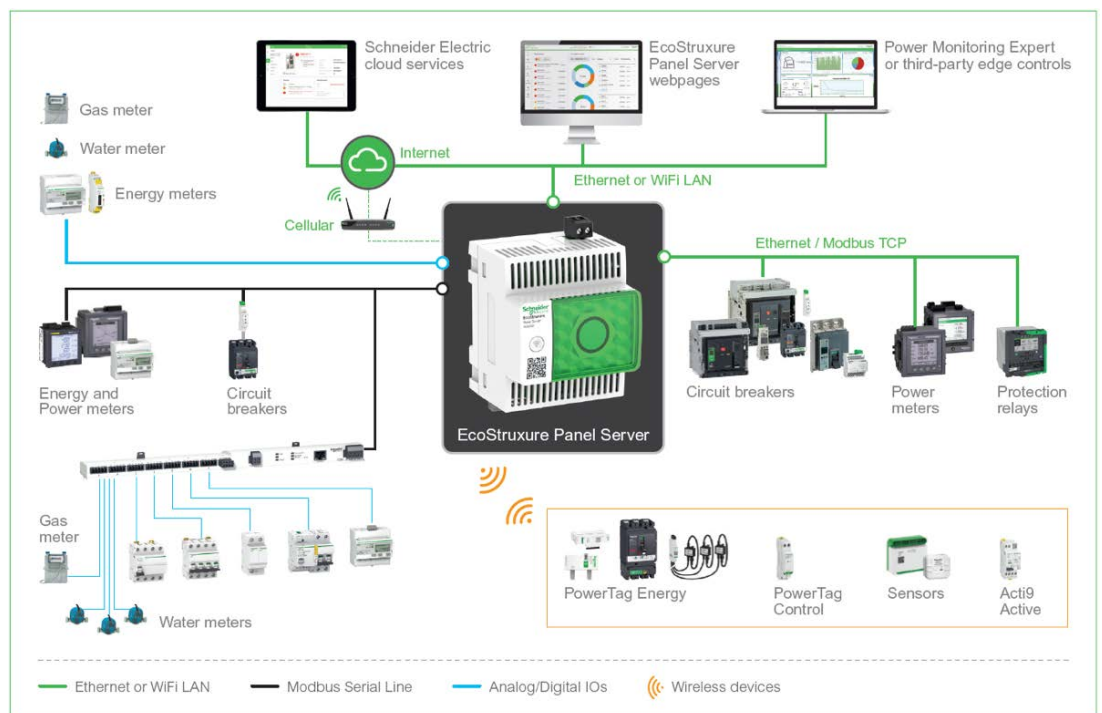 Schneider Electric
cloud services
EcoStruxure
Panel Server
webpages
Power Monitoring Expert
or third-party edge controls
Gas meter
Water meter
Energy meters
Internet
Cellular
Ethernet or WiFi LAN
Ethernet / Modbus TCP
Schneider
Electric
EcoStruxure
Energy and
Power meters
Circuit
breakers
EcoStruxure Panel Server
Circuit breakers
Power
meters
Protection
relays
Gas
meter
Water meters
PowerTag Energy
PowerTag
Control
Sensors
Acti9
Active
Ethernet or WiFi LAN
Modbus Serial Line
Analog/Digital IOs
Wireless devices